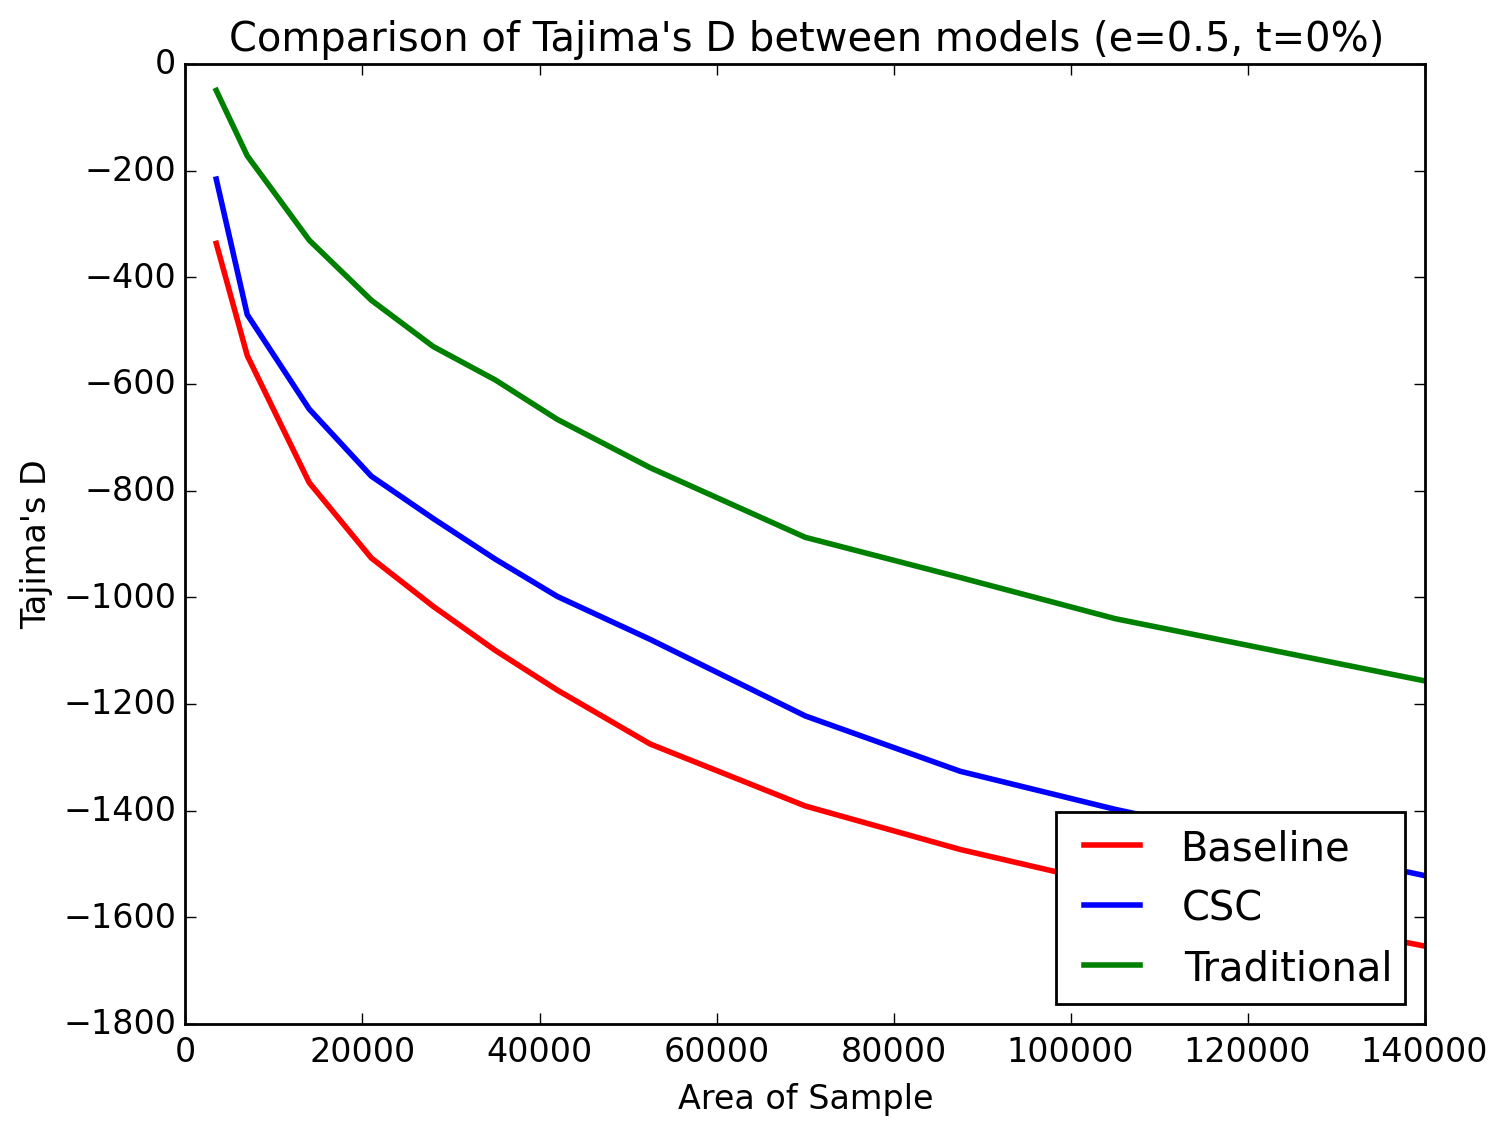 Comparison of Tajima's D between models (e=0.5, t=0%)
0
−200
−400
−600
−800
−1000
−1200
−1400
−1600
−1800
Tajima's D
Baseline
CSC
Traditional
0 20000 40000 60000 80000 100000 120000 140000
Area of Sample